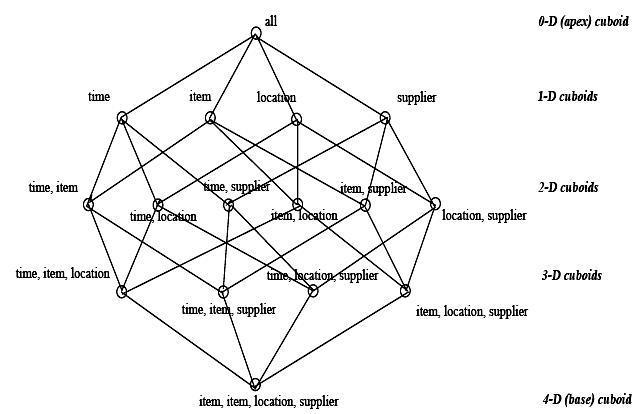 all
0-D (apex) cuboid
time
item
location
supplier
1-D cuboids
time, item
time, supplier
item, supplier
2-D cuboids
time, location
item, location
location, supplier
time, item, location
time, location, supplier
3-D cuboids
time, item, supplier
item, location, supplier
item, item, location, supplier
4-D (base) cuboid